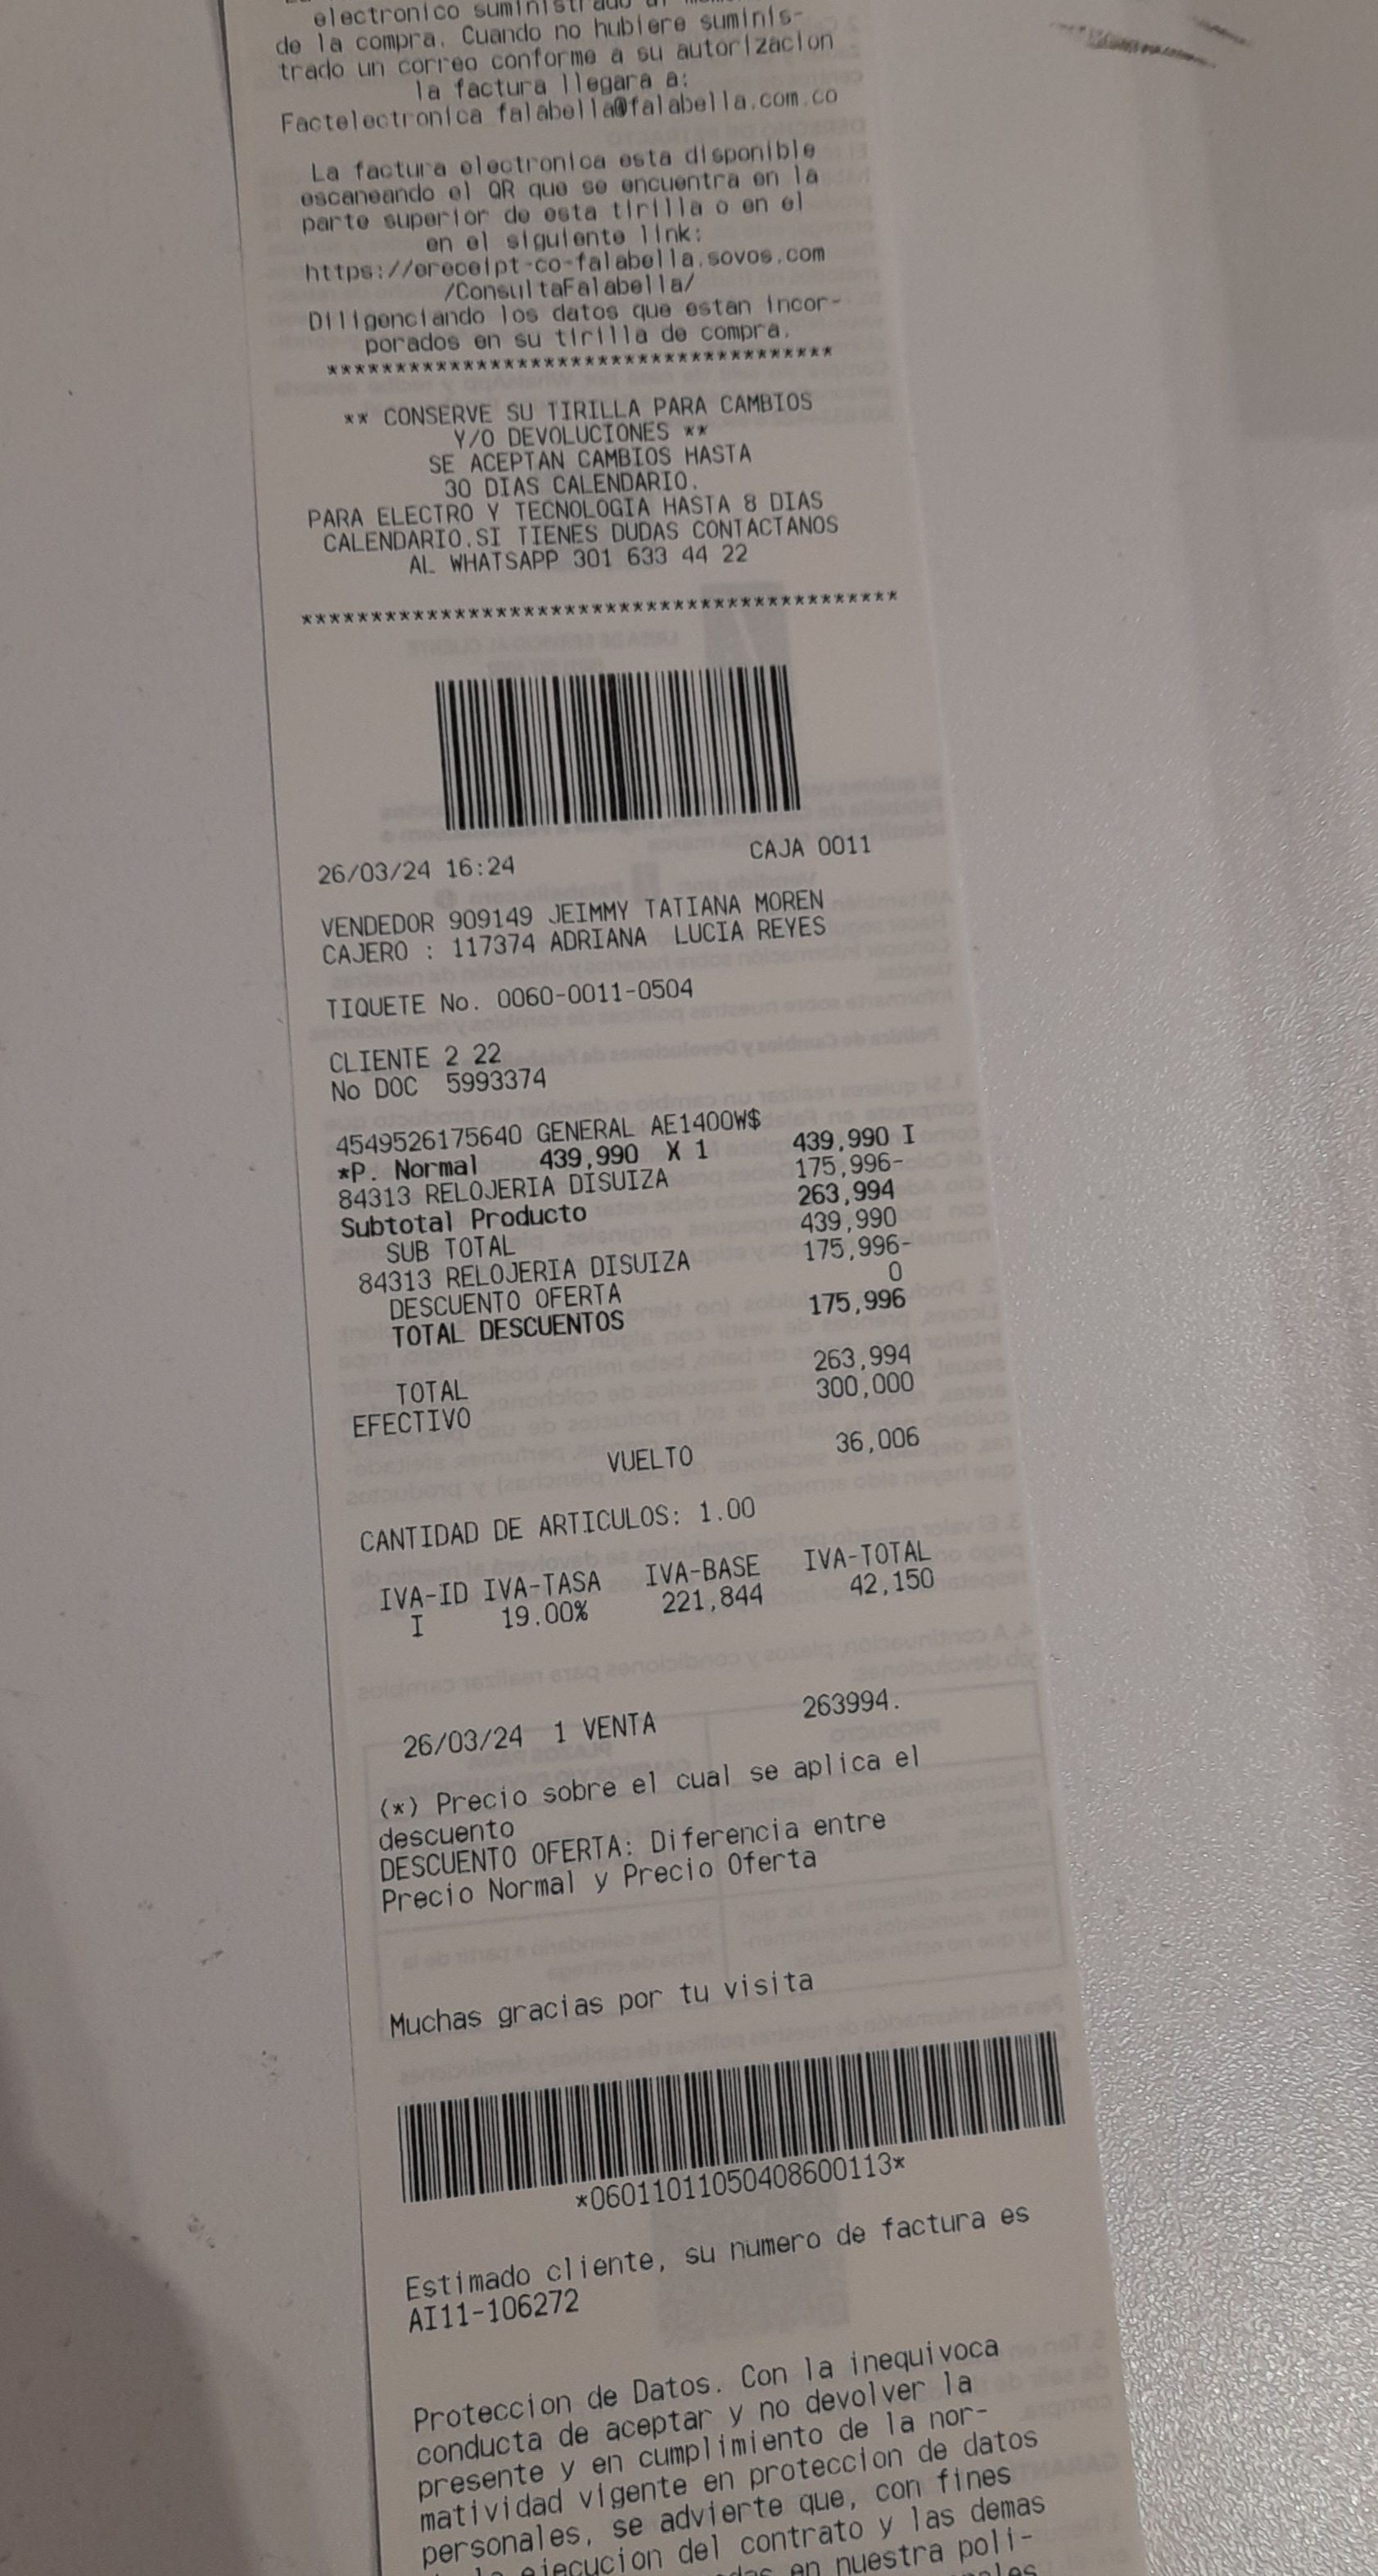 electronico suministrado al
de la compra. Cuando no hubiere suminis-
trado un correo conforme a su autorizacion
la factura llegara a:
Factelectronica_falabella@falabella.com.co
La factura electronica esta disponible
escaneando el QR que se encuentra en la
parte superior de esta tirilla o en el
en el siguiente link:
https://ereceipt-co-falabella.sovos.com
/ConsultaFalabella/
Diligenciando los datos que estan incor-
porados en su tirilla de compra.
*************************************
** CONSERVE SU TIRILLA PARA CAMBIOS
Y/O DEVOLUCIONES **
SE ACEPTAN CAMBIOS HASTA
30 DIAS CALENDARIO.
PARA ELECTRO Y TECNOLOGIA HASTA 8 DIAS
CALENDARIO.SI TIENES DUDAS CONTACTANOS
AL WHATSAPP 301 633 44 22
*******************************************
26/03/24 16:24 CAJA 0011
VENDEDOR 909149 JEIMMY TATIANA MOREN
CAJERO : 117374 ADRIANA LUCIA REYES
TIQUETE No. 0060-0011-0504
CLIENTE 2 22
No DOC 5993374
4549526175640 GENERAL AE1400W$
*P. Normal 439,990 X 1 439,990 I
84313 RELOJERIA DISUIZA 175,996-
Subtotal Producto 263,994
SUB TOTAL 439,990
84313 RELOJERIA DISUIZA 175,996-
DESCUENTO OFERTA 0
TOTAL DESCUENTOS 175,996
TOTAL 263,994
EFECTIVO 300,000
VUELTO 36,006
CANTIDAD DE ARTICULOS: 1.00
IVA-ID IVA-TASA IVA-BASE IVA-TOTAL
I 19.00% 221,844 42,150
26/03/24 1 VENTA 263994.
(*) Precio sobre el cual se aplica el
descuento
DESCUENTO OFERTA: Diferencia entre
Precio Normal y Precio Oferta
Muchas gracias por tu visita
*06011011050408600113*
Estimado cliente, su numero de factura es
AI11-106272
Proteccion de Datos. Con la inequivoca
conducta de aceptar y no devolver la
presente y en cumplimiento de la nor-
matividad vigente en proteccion de datos
personales, se advierte que, con fines
ejecucion del contrato y las demas
en nuestra poli-